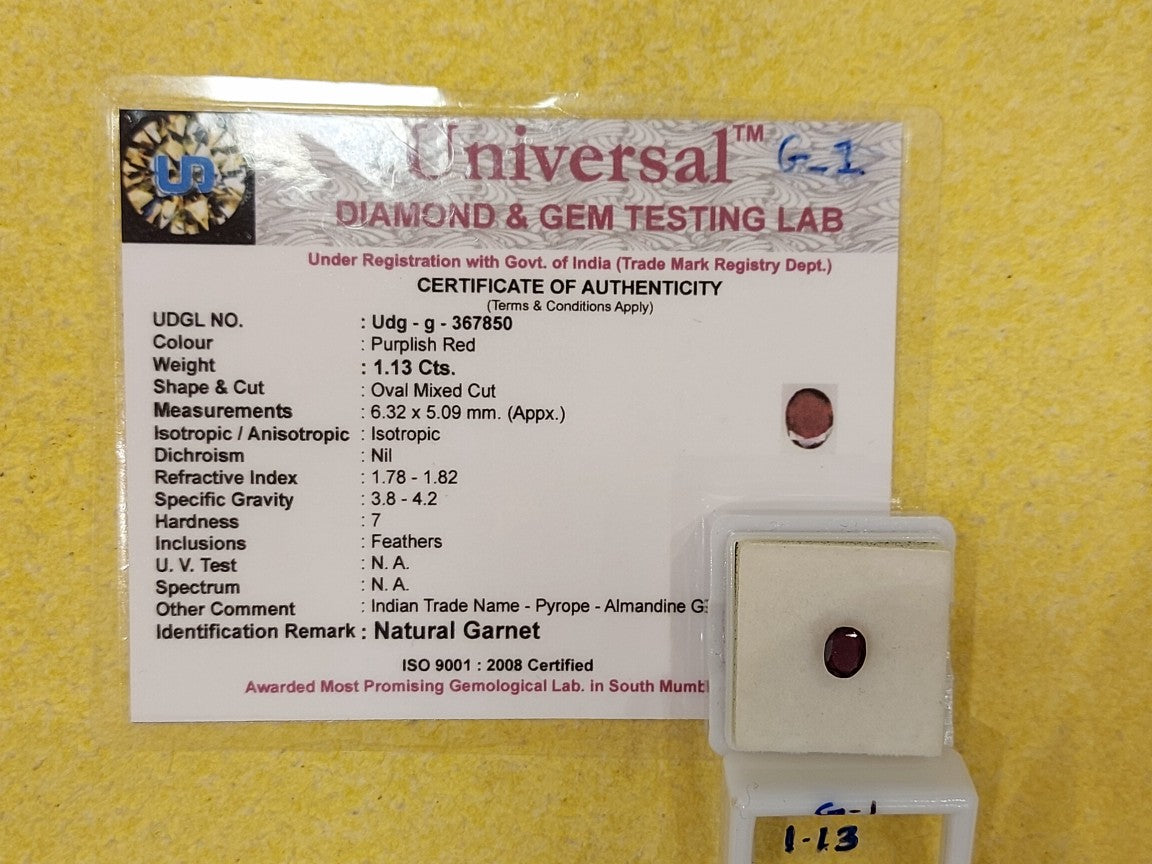 US
Universal™ G-1
DIAMOND & GEM TESTING LAB
Under Registration with Govt. of India (Trade Mark Registry Dept.)
CERTIFICATE OF AUTHENTICITY
(Terms & Conditions Apply)
UDGL NO. : Udg - g - 367850
Colour : Purplish Red
Weight : 1.13 Cts.
Shape & Cut : Oval Mixed Cut
Measurements : 6.32 x 5.09 mm. (Appx.)
Isotropic / Anisotropic : Isotropic
Dichroism : Nil
Refractive Index : 1.78 - 1.82
Specific Gravity : 3.8 - 4.2
Hardness : 7
Inclusions : Feathers
U. V. Test : N. A.
Spectrum : N. A.
Other Comment : Indian Trade Name - Pyrope - Almandine
Identification Remark : Natural Garnet
ISO 9001 : 2008 Certified
Awarded Most Promising Gemological Lab. in South
G-1
1-13